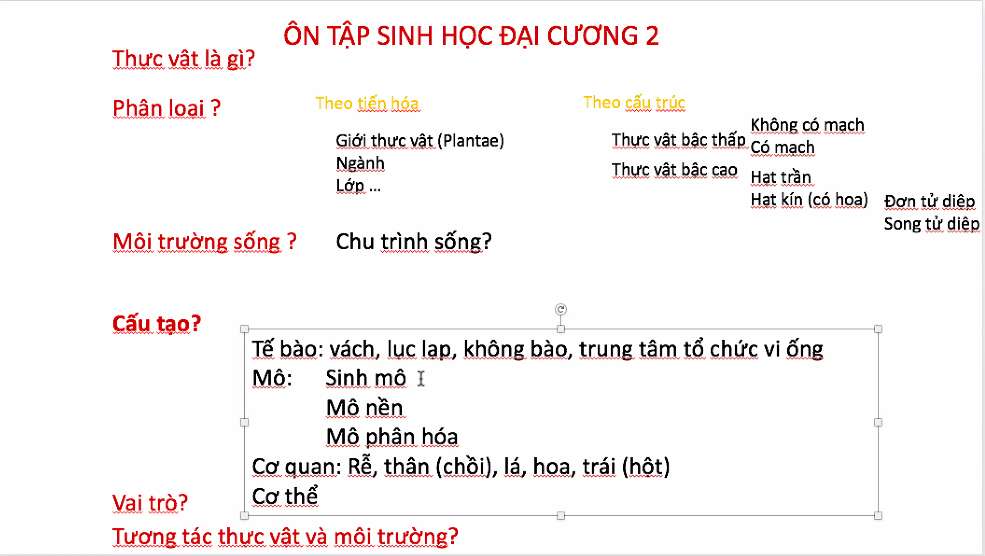 ÔN TẬP SINH HỌC ĐẠI CƯƠNG 2
Thực vật là gì?
Phân loại ?
Theo tiến hóa
Giới thực vật (Plantae)
Ngành
Lớp ...
Theo cấu trúc
Thực vật bậc thấp
Không có mạch
Có mạch
Thực vật bậc cao
Hạt trần
Hạt kín (có hoa)
Đơn tử diệp
Song tử diệp
Môi trường sống ?
Chu trình sống?
Cấu tạo?
Tế bào: vách, lục lạp, không bào, trung tâm tổ chức vi ống
Mô: Sinh mô
Mô nền
Mô phân hóa
Cơ quan: Rễ, thân (chồi), lá, hoa, trái (hột)
Cơ thể
Vai trò?
Tương tác thực vật và môi trường?